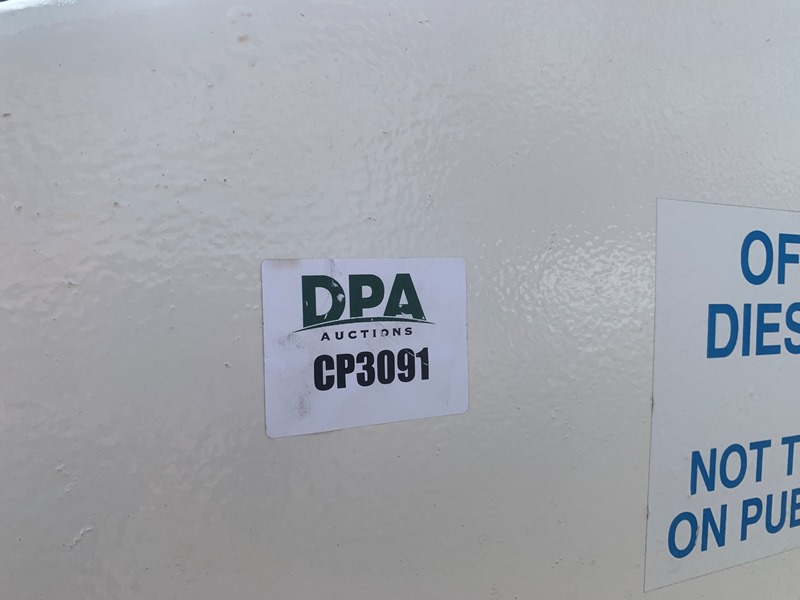 DPA
AUCTIONS
CP3091
OF
DIES
NOT T
ON PUB